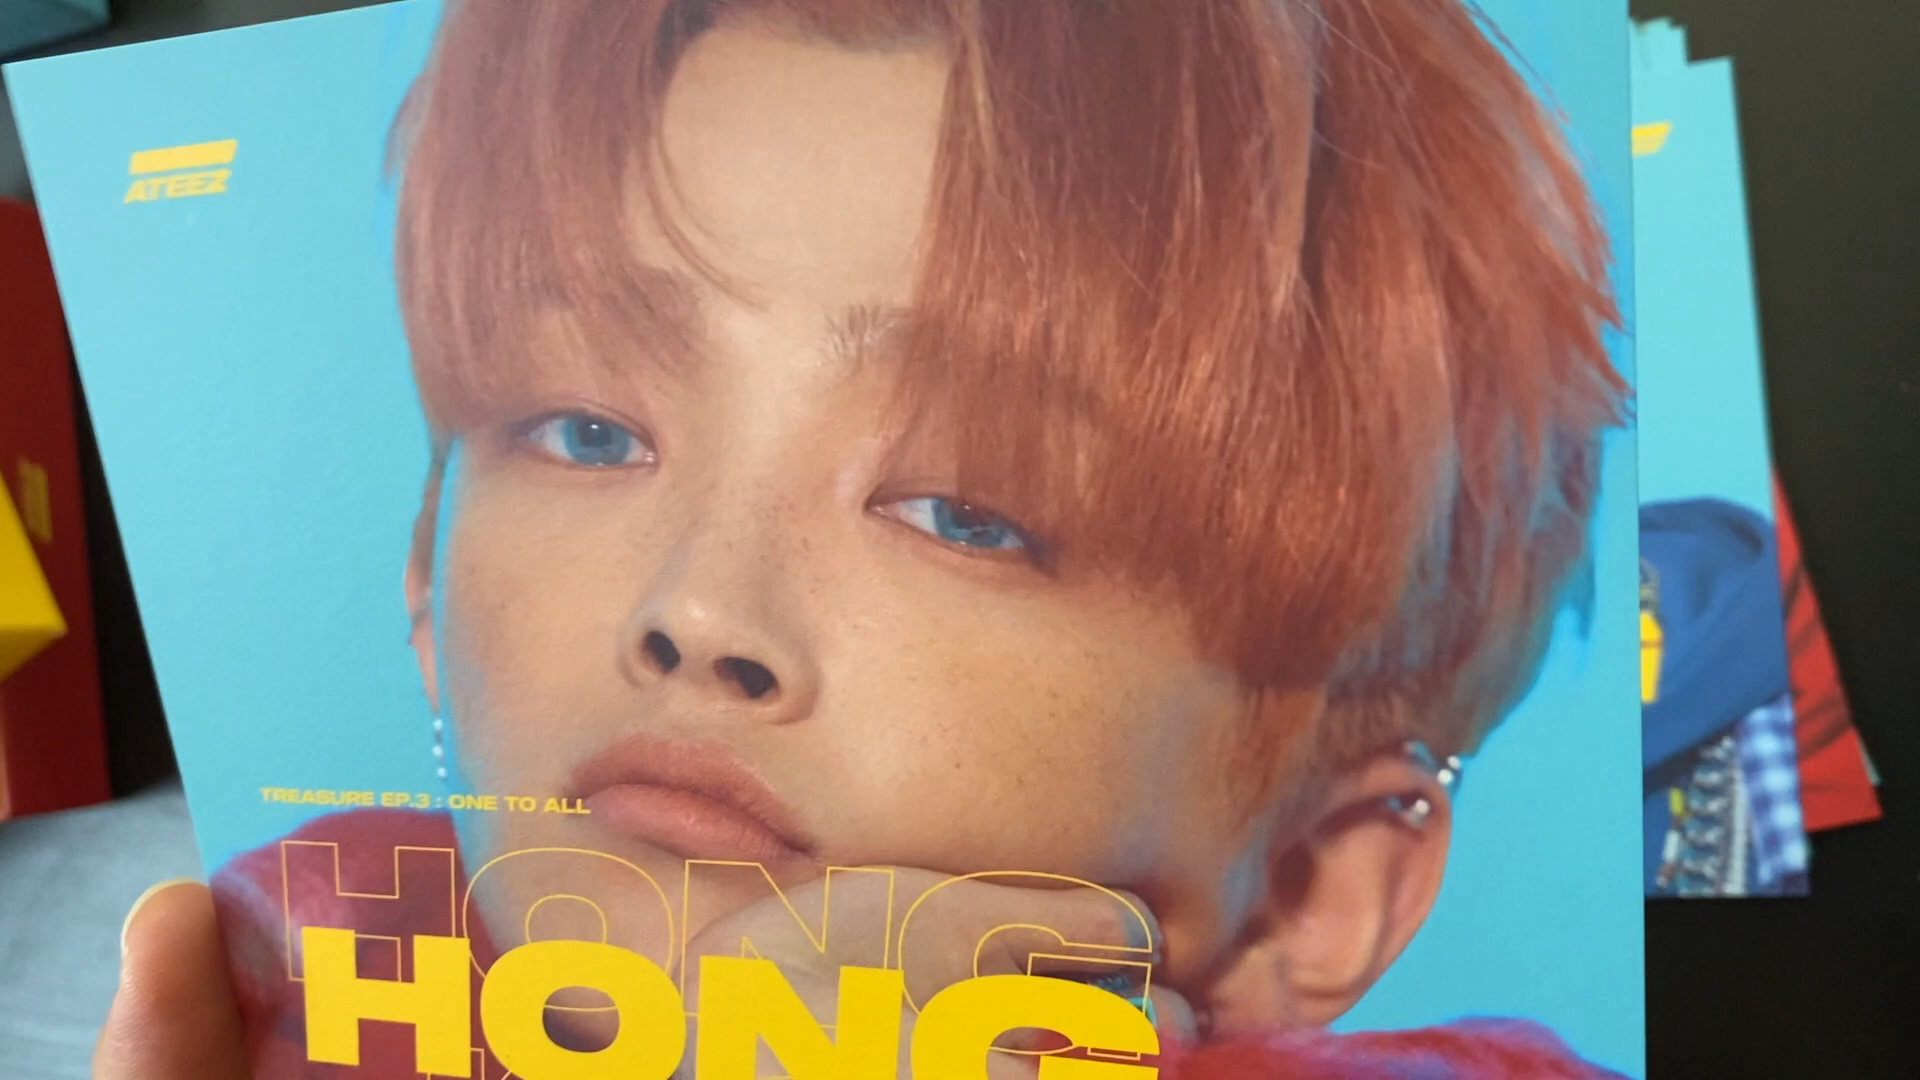 ATEEZ
TREASURE EP.3 : ONE TO ALL
HONG
HONG